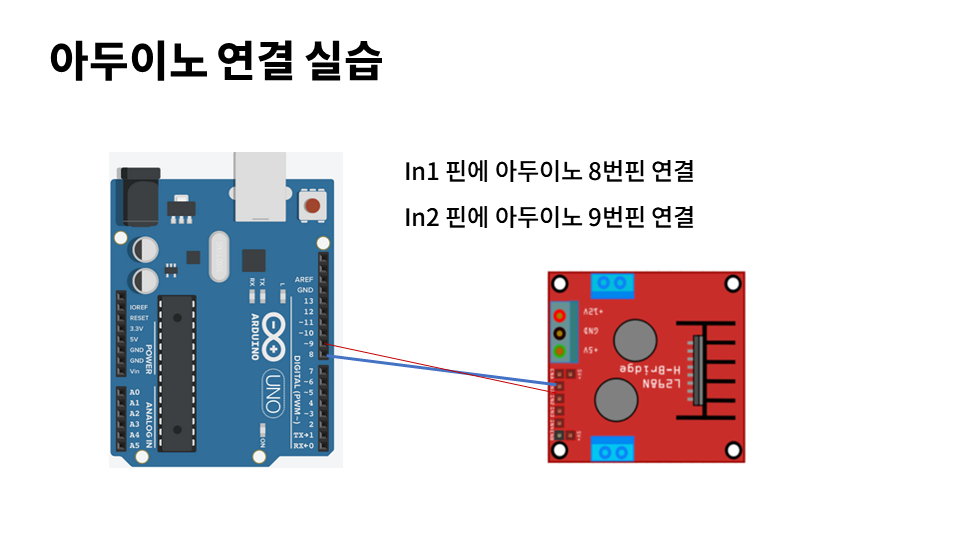 아두이노 연결 실습
In1 핀에 아두이노 8번핀 연결
In2 핀에 아두이노 9번핀 연결
AREF
GND
13
12
~11
~10
~9
8
7
~6
~5
4
~3
2
TX→1
RX←0
RX
TX
L
ARDUINO
UNO
DIGITAL (PWM~)
ON
IOREF
RESET
3.3V
5V
GND
GND
Vin
POWER
A0
A1
A2
A3
A4
A5
ANALOG IN
+12V
GND
+5V
L298N
H-Bridge